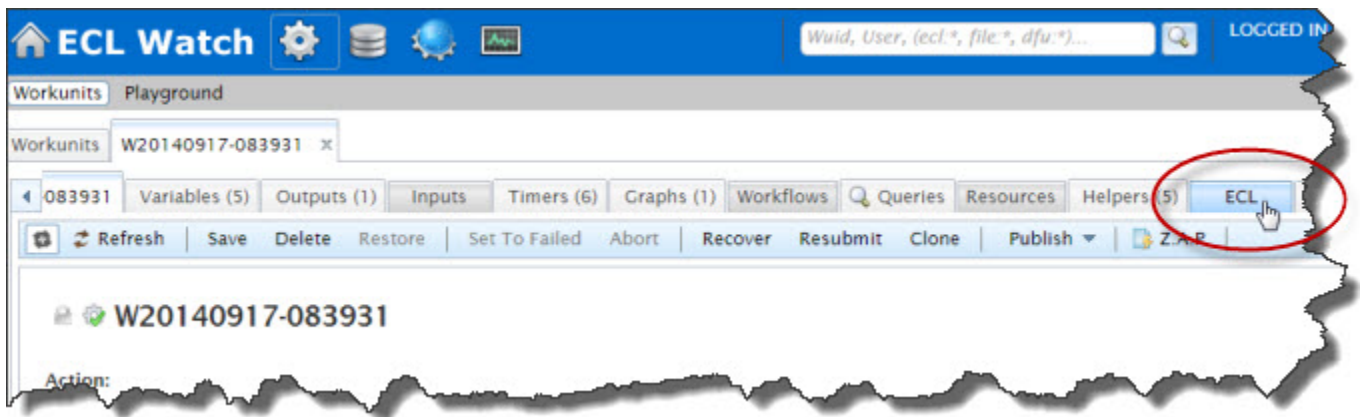 ECL Watch Wuid, User, (ecl:*, file:*, dfu:*)... LOGGED IN
Workunits Playground
Workunits W20140917-083931 x
083931 Variables (5) Outputs (1) Inputs Timers (6) Graphs (1) Workflows Queries Resources Helpers (5) ECL
Refresh Save Delete Restore Set To Failed Abort Recover Resubmit Clone Publish Z.A.P
W20140917-083931
Action: